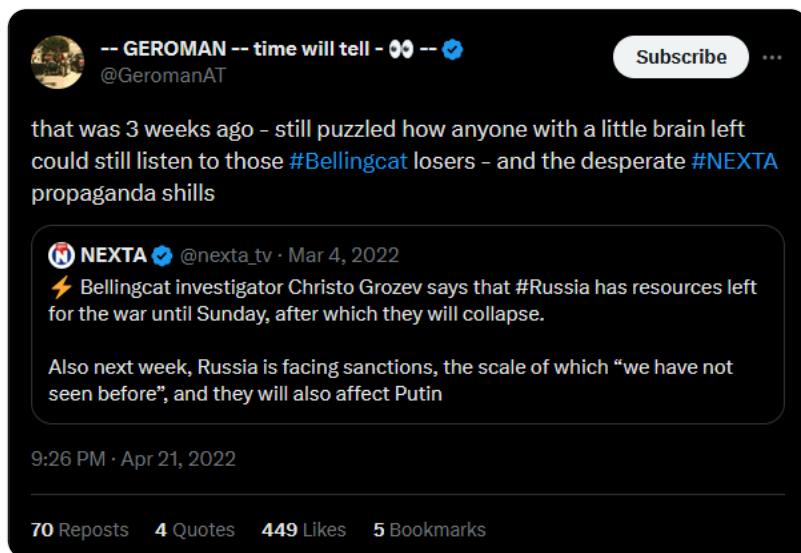 -- GEROMAN -- time will tell - 👀 --
@GeromanAT
Subscribe
that was 3 weeks ago - still puzzled how anyone with a little brain left
could still listen to those #Bellingcat losers - and the desperate #NEXTA
propaganda shills
NEXTA @nexta_tv · Mar 4, 2022
⚡ Bellingcat investigator Christo Grozev says that #Russia has resources left
for the war until Sunday, after which they will collapse.
Also next week, Russia is facing sanctions, the scale of which “we have not
seen before”, and they will also affect Putin
9:26 PM · Apr 21, 2022
70 Reposts 4 Quotes 449 Likes 5 Bookmarks